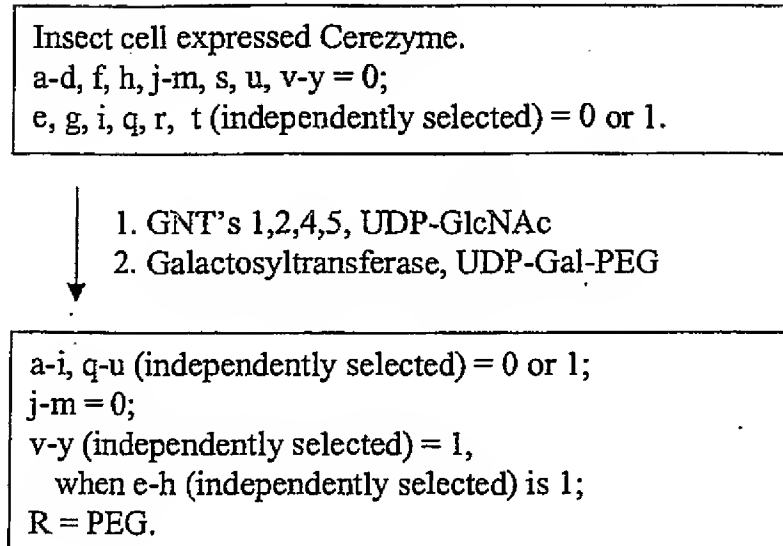 Insect cell expressed Cerezyme.
a-d, f, h, j-m, s, u, v-y = 0;
e, g, i, q, r, t (independently selected) = 0 or 1.
1. GNT's 1,2,4,5, UDP-GlcNAc
2. Galactosyltransferase, UDP-Gal-PEG
a-i, q-u (independently selected) = 0 or 1;
j-m = 0;
v-y (independently selected) = 1,
when e-h (independently selected) is 1;
R = PEG.